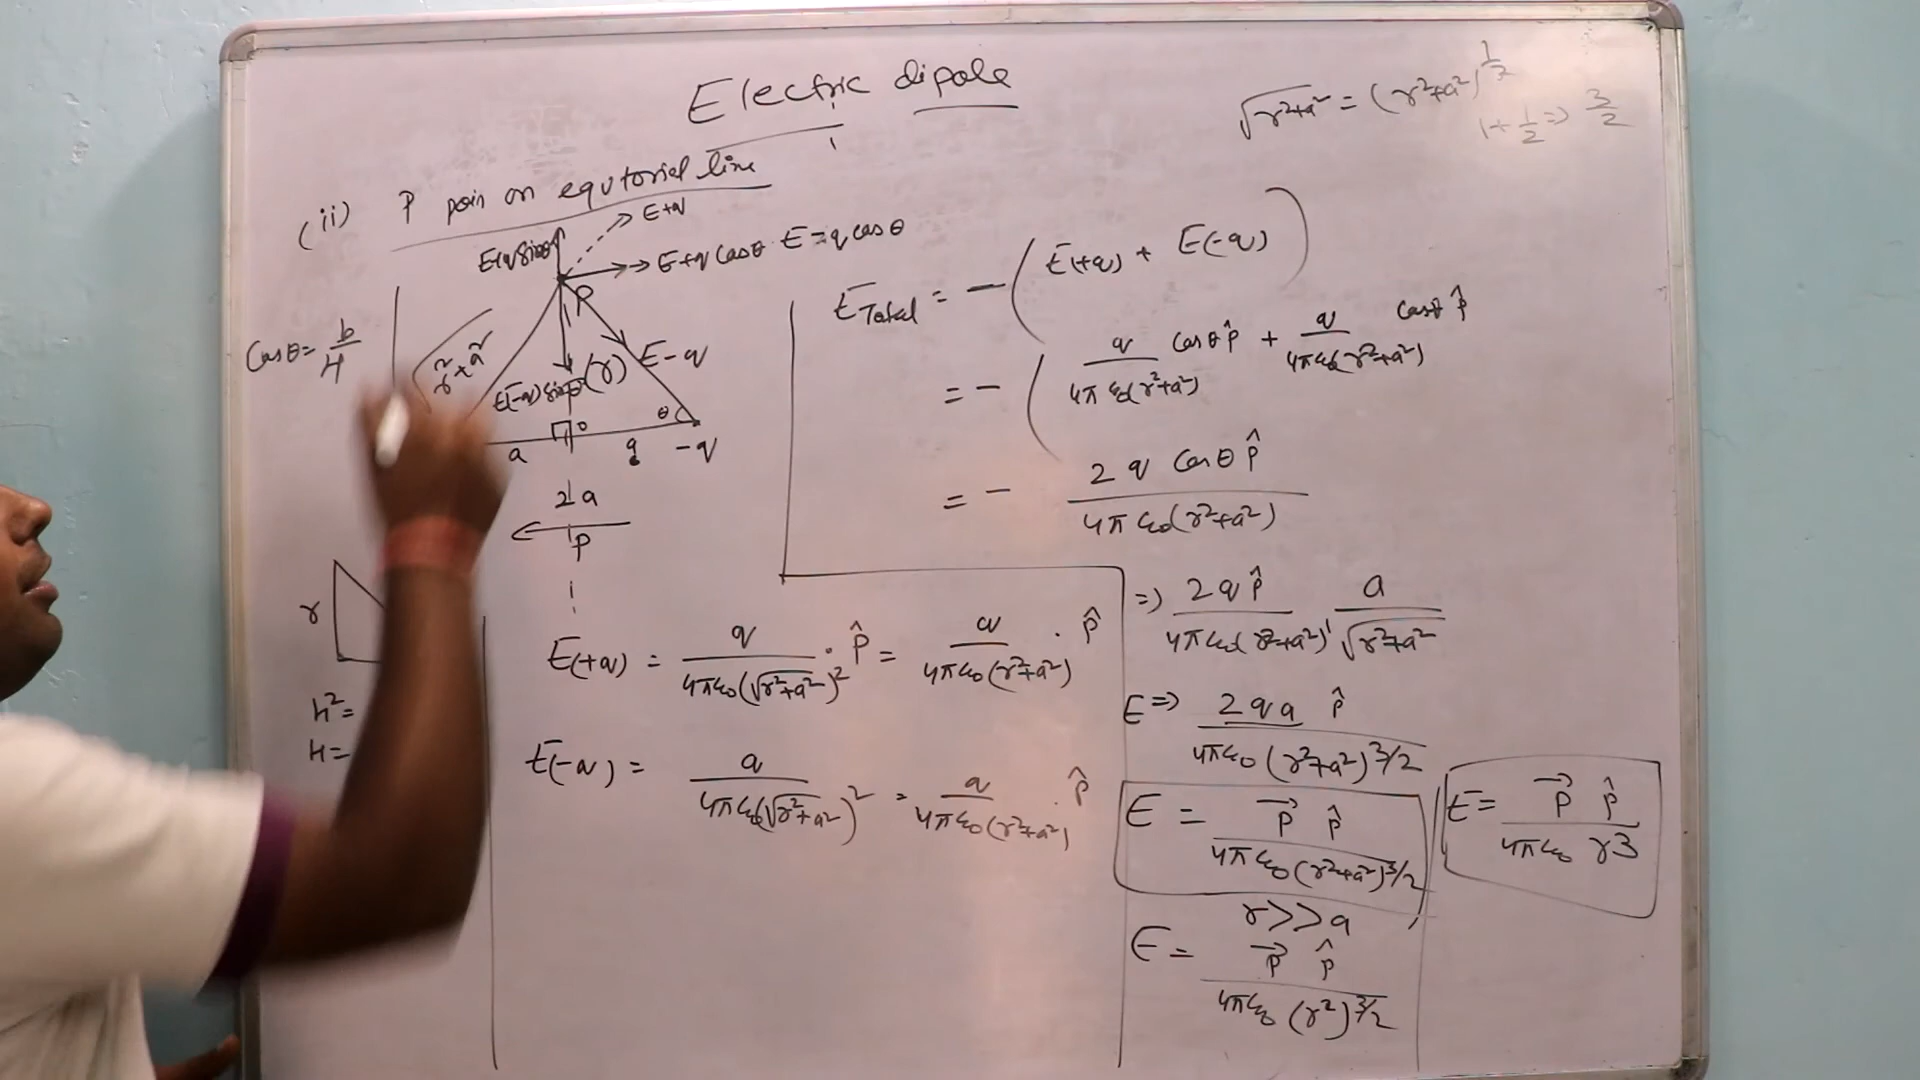 Electric dipole
√r²+a² = (r²+a²)^1/2
1+1/2 => 3/2
(ii) P poin on equtorial line
E+q
E+q Sinθ
E+q Cosθ . E=q cosθ
P
Cosθ = b/H
r²+a²
(r)
E-q
E(-q) Sinθ
θ
a
o
-q
2a
P
r
H² =
H =
E(+q) = q / 4πε₀(√r²+a²)² . P̂ = q / 4πε₀(r²+a²) . P̂
E(-q) = q / 4πε₀(√r²+a²)² = q / 4πε₀(r²+a²) . P̂
E Total = - ( E(+q) + E(-q) )
= - ( q / 4πε₀(r²+a²) Cosθ P̂ + q / 4πε₀(r²+a²) Cosθ P̂
= - 2q Cosθ P̂ / 4πε₀(r²+a²)
=> 2q P̂ / 4πε₀(r²+a²)¹ a / √r²+a²
E => 2qa P̂ / 4πε₀(r²+a²)^3/2
E = P⃗ P̂ / 4πε₀(r²+a²)^3/2
r>>a
E = P⃗ P̂ / 4πε₀(r²)^3/2
E = P⃗ P̂ / 4πε₀ r3